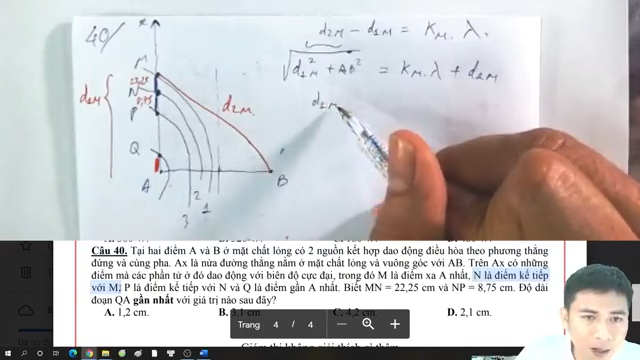 40/
x
d2M - d1M = KM . λ.
√d1M² + AB² = KM . λ + d2M
d1M
M
22,25
N
8,75
P
Q
A
B
d1M
d2M
3 2 1
Câu 40. Tại hai điểm A và B ở mặt chất lỏng có 2 nguồn kết hợp dao động điều hòa theo phương thẳng
đứng và cùng pha. Ax là nửa đường thẳng nằm ở mặt chất lỏng và vuông góc với AB. Trên Ax có những
điểm mà các phần tử ở đó dao động với biên độ cực đại, trong đó M là điểm xa A nhất, N là điểm kế tiếp
với M, P là điểm kế tiếp với N và Q là điểm gần A nhất. Biết MN = 22,25 cm và NP = 8,75 cm. Độ dài
đoạn QA gần nhất với giá trị nào sau đây?
A. 1,2 cm. B. 3,1 cm. C. 4,2 cm. D. 2,1 cm.
Trang 4 / 4